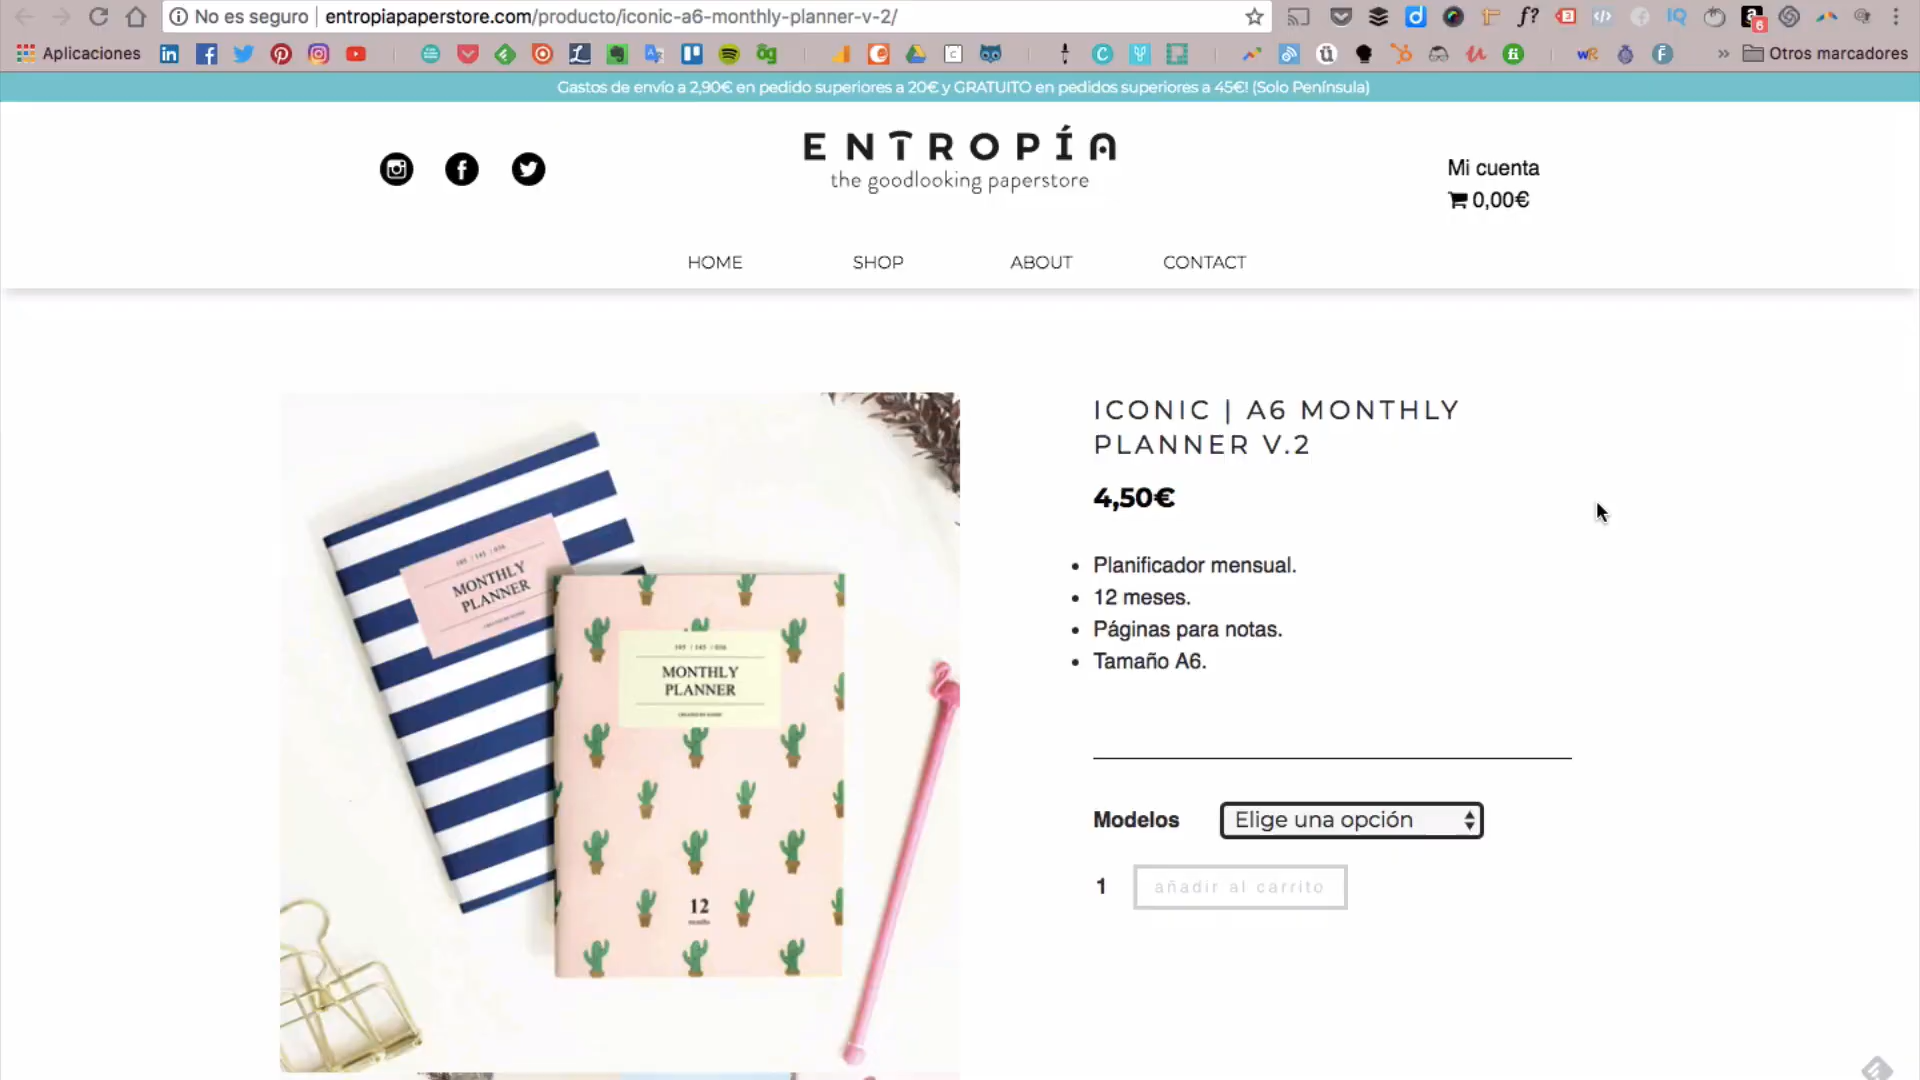 No es seguro
entropiapaperstore.com/producto/iconic-a6-monthly-planner-v-2/
Aplicaciones
Otros marcadores
Gastos de envío a 2,90€ en pedido superiores a 20€ y GRATUITO en pedidos superiores a 45€! (Solo Península)
ENTROPÍA
the goodlooking paperstore
Mi cuenta
0,00€
HOME
SHOP
ABOUT
CONTACT
ICONIC | A6 MONTHLY
PLANNER V.2
4,50€
Planificador mensual.
12 meses.
Páginas para notas.
Tamaño A6.
Modelos
Elige una opción
1
añadir al carrito
MONTHLY
PLANNER
MONTHLY
PLANNER
12
months